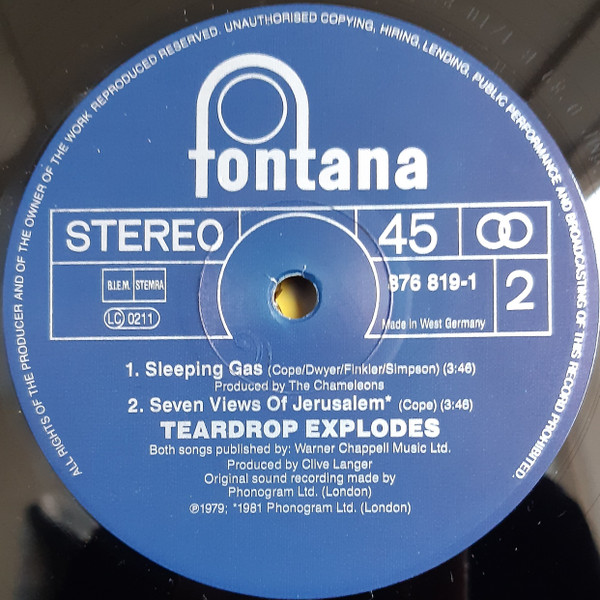 ALL RIGHTS OF THE PRODUCER AND OF THE OWNER OF THE WORK REPRODUCED RESERVED. UNAUTHORISED COPYING, HIRING, LENDING, PUBLIC PERFORMANCE AND BROADCASTING OF THIS RECORD PROHIBITED.
fontana
STEREO 45
876 819-1 2
B.I.E.M. STEMRA
LC 0211
Made in West Germany
1. Sleeping Gas (Cope/Dwyer/Finkler/Simpson) (3:46)
Produced by The Chameleons
2. Seven Views Of Jerusalem* (Cope) (3:46)
TEARDROP EXPLODES
Both songs published by: Warner Chappell Music Ltd.
Produced by Clive Langer
Original sound recording made by
Phonogram Ltd. (London)
℗1979; *1981 Phonogram Ltd. (London)